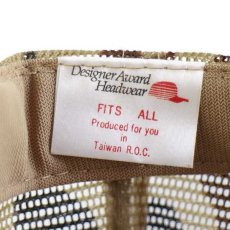 Designer Award
Headwear
FITS ALL
Produced for you
in
Taiwan R.O.C.